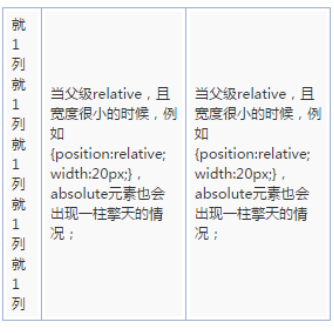 就
1
列
就
1
列
就
1
列
就
1
列
就
1
列
当父级relative，且
宽度很小的时候，例
如
{position:relative;
width:20px;}，
absolute元素也会
出现一柱擎天的情
况；
当父级relative，且
宽度很小的时候，例
如
{position:relative;
width:20px;}，
absolute元素也会
出现一柱擎天的情
况；